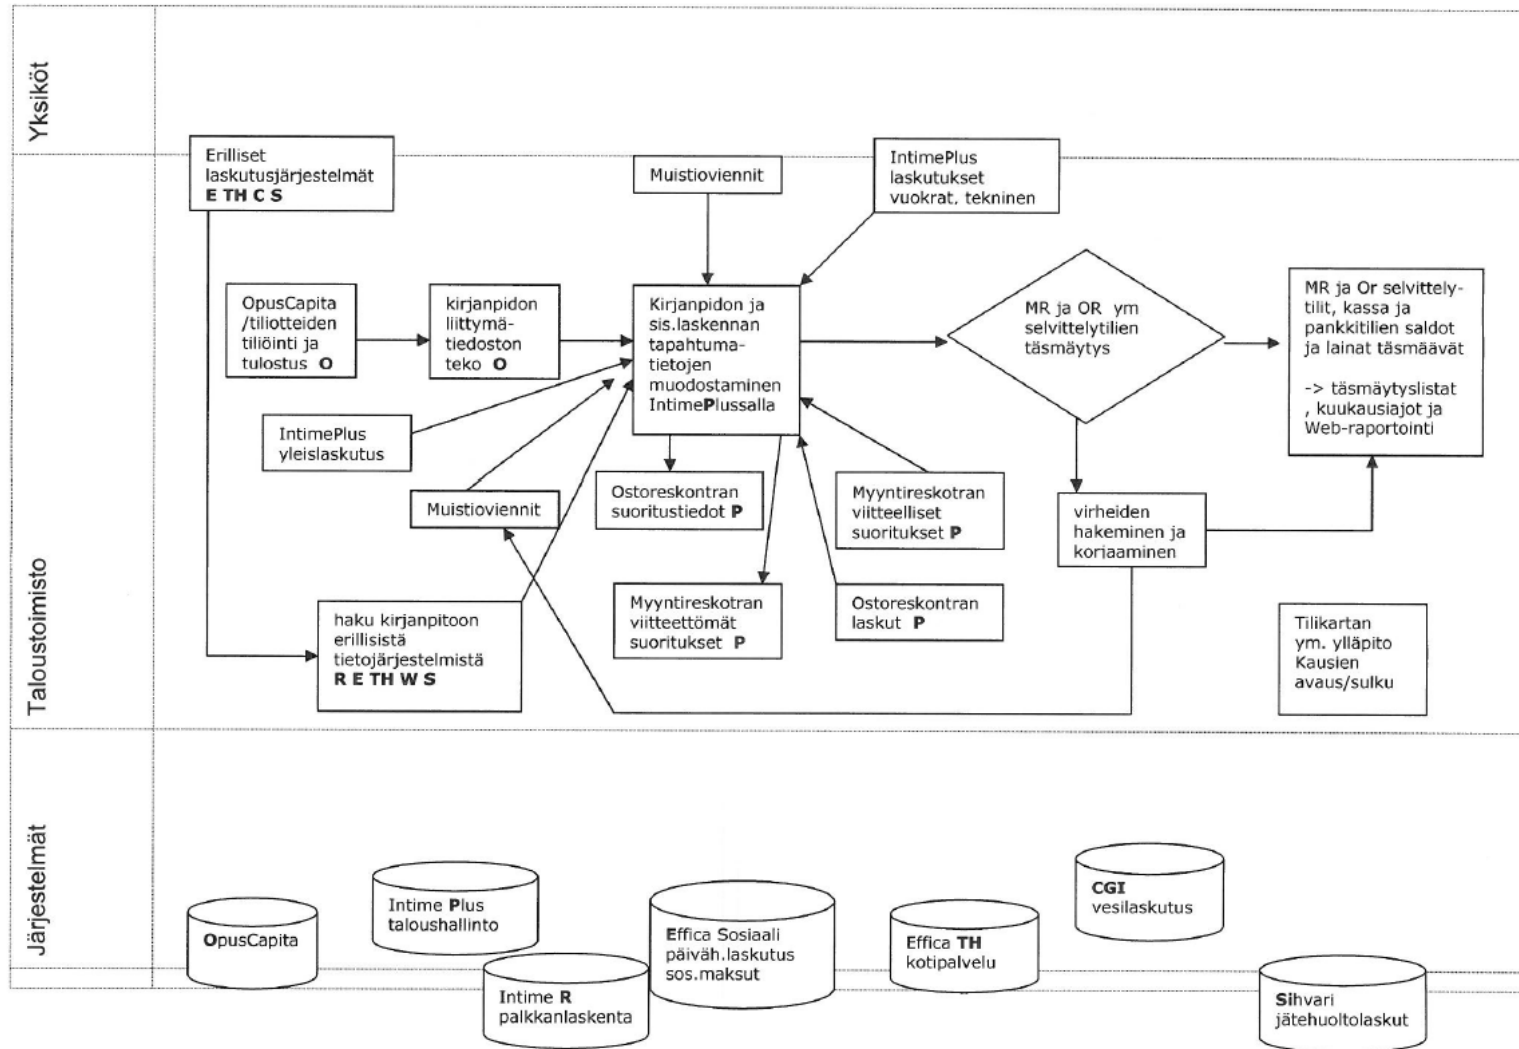 Yksiköt
Erilliset
laskutusjärjestelmät
E TH C S
Muistioviennit
IntimePlus
laskutukset
vuokrat, tekninen
Taloustoimisto
OpusCapita
/tiliotteiden
tiliöinti ja
tulostus O
kirjanpidon
liittymä-
tiedoston
teko O
Kirjanpidon ja
sis.laskennan
tapahtuma-
tietojen
muodostaminen
IntimePlussalla
MR ja OR ym
selvittelytilien
täsmäytys
MR ja Or selvittely-
tilit, kassa ja
pankkitilien saldot
ja lainat täsmäävät
-> täsmäytyslistat
, kuukausiajot ja
Web-raportointi
IntimePlus
yleislaskutus
Muistioviennit
Ostoreskontran
suoritustiedot P
Myyntireskotran
viitteelliset
suoritukset P
virheiden
hakeminen ja
korjaaminen
haku kirjanpitoon
erillisistä
tietojärjestelmistä
R E TH W S
Myyntireskotran
viitteettömät
suoritukset P
Ostoreskontran
laskut P
Tilikartan
ym. ylläpito
Kausien
avaus/sulku
Järjestelmät
OpusCapita
Intime Plus
taloushallinto
Intime R
palkkanlaskenta
Effica Sosiaali
päiväh.laskutus
sos.maksut
Effica TH
kotipalvelu
CGI
vesilaskutus
Sihvari
jätehuoltolaskut